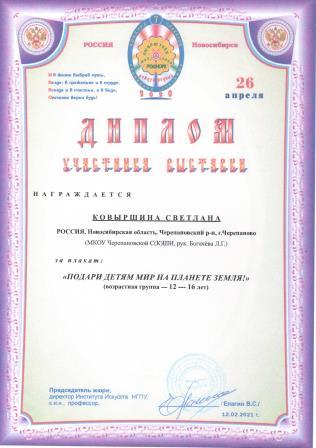 РОССИЯ
Новосибирск
2020
26
апреля
ДИПЛОМ
УЧАСТНИКА ВЫСТАВКИ
НАГРАЖДАЕТСЯ
КОВЫРШИНА СВЕТЛАНА
РОССИЯ, Новосибирская область, Черепановский р-н, г.Черепаново
(МКОУ Черепановской С(К)ШИ, рук. Богачёва Л.Г.)
за плакат:
«ПОДАРИ ДЕТЯМ МИР НА ПЛАНЕТЕ ЗЕМЛЯ!»
(возрастная группа — 12 — 16 лет)
Председатель жюри,
директор Института Искусств НГПУ,
к.и.н., профессор,
/Елагин В.С./
12.02.2021 г.